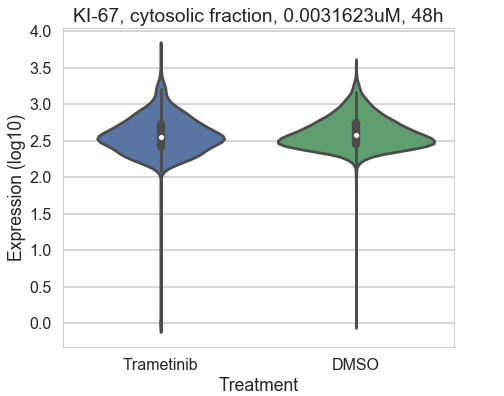 KI-67, cytosolic fraction, 0.0031623uM, 48h
Expression (log10)
4.0
3.5
3.0
2.5
2.0
1.5
1.0
0.5
0.0
Trametinib
DMSO
Treatment